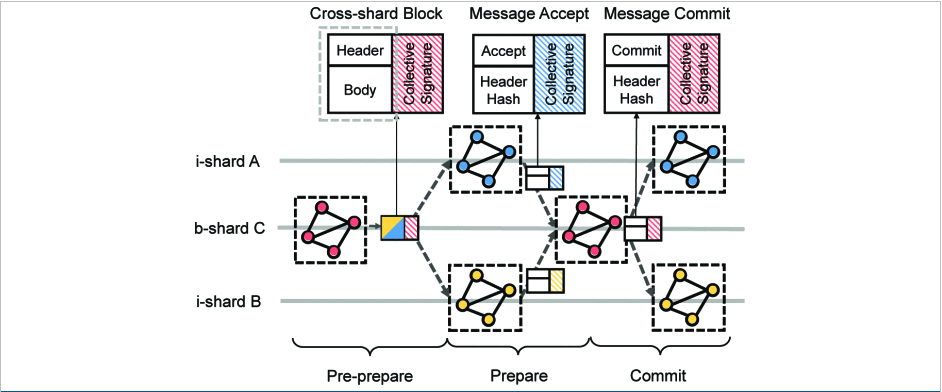 Cross-shard Block
Message Accept
Message Commit
Header
Body
Collective
Signature
Accept
Header
Hash
Collective
Signature
Commit
Header
Hash
Collective
Signature
i-shard A
b-shard C
i-shard B
Pre-prepare
Prepare
Commit